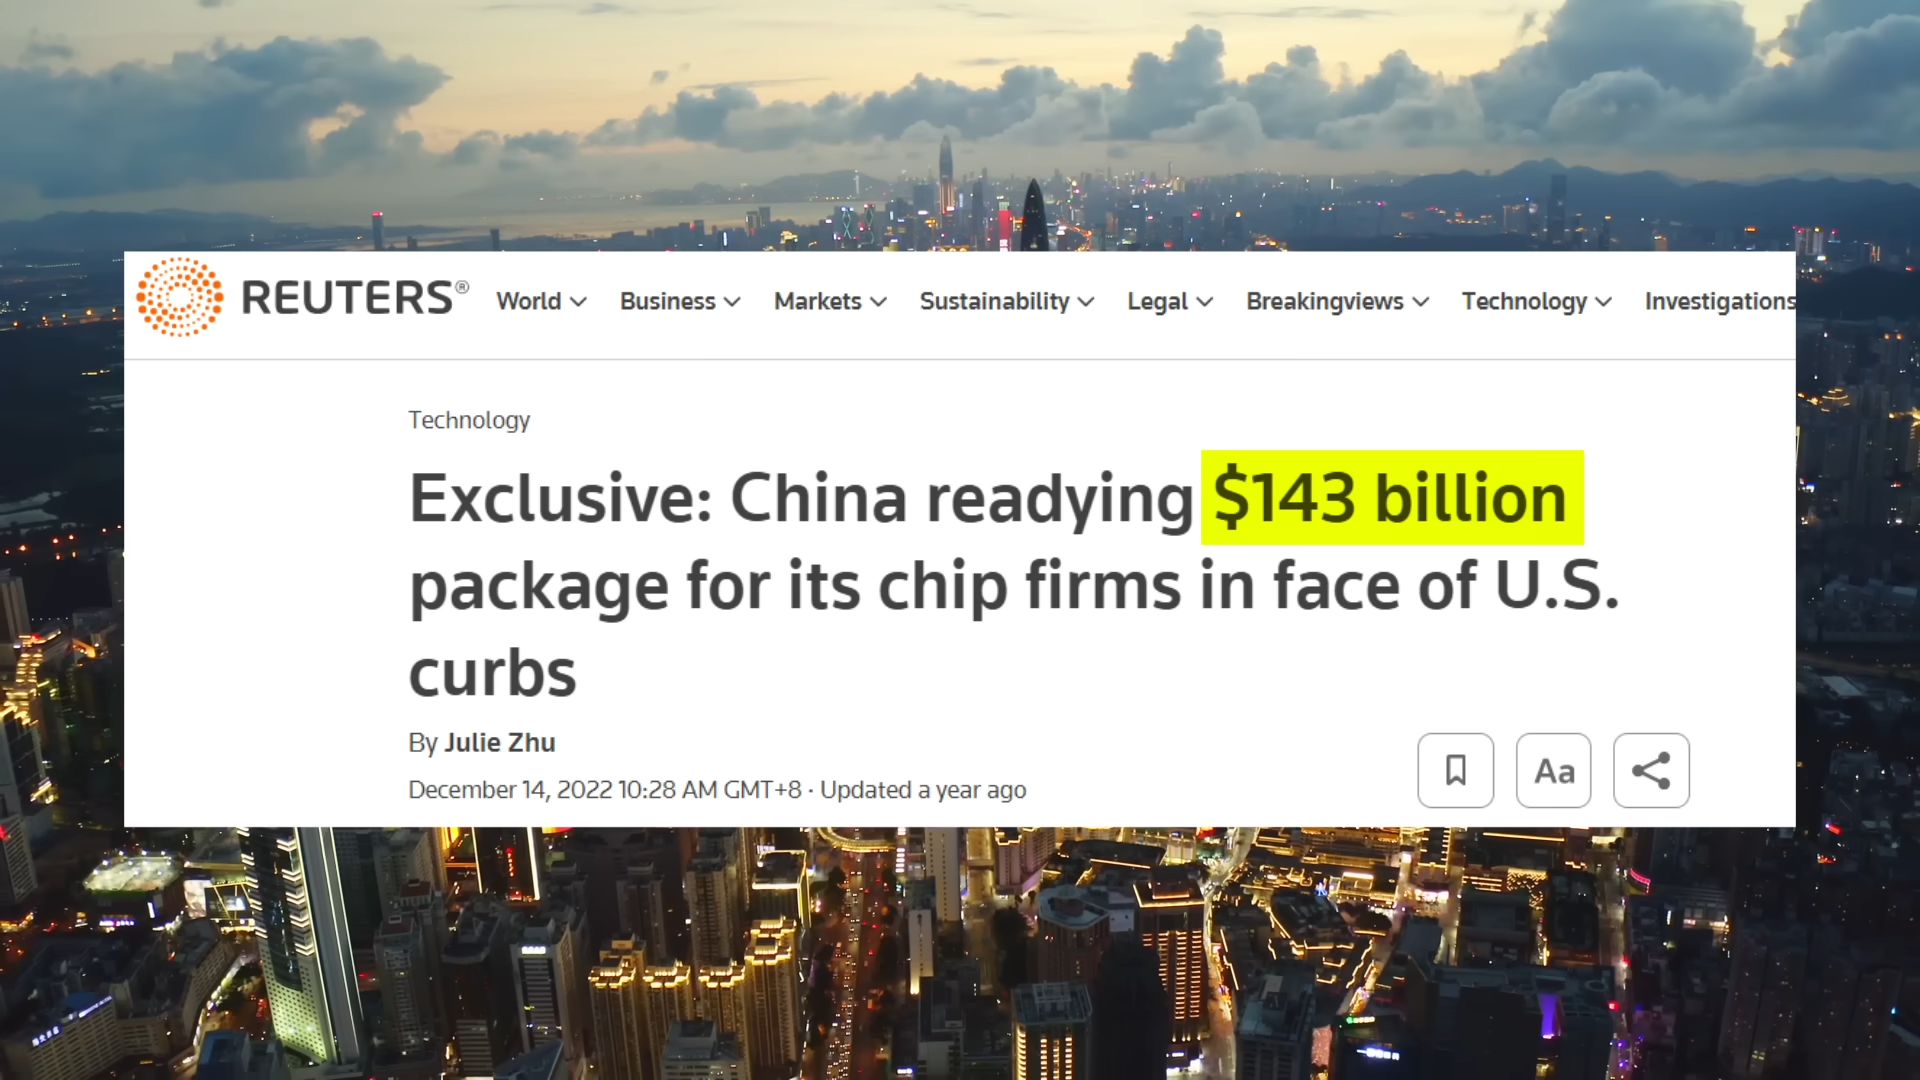 REUTERS®
World Business Markets Sustainability Legal Breakingviews Technology Investigations
Technology
Exclusive: China readying $143 billion
package for its chip firms in face of U.S.
curbs
By Julie Zhu
December 14, 2022 10:28 AM GMT+8 · Updated a year ago
Aa